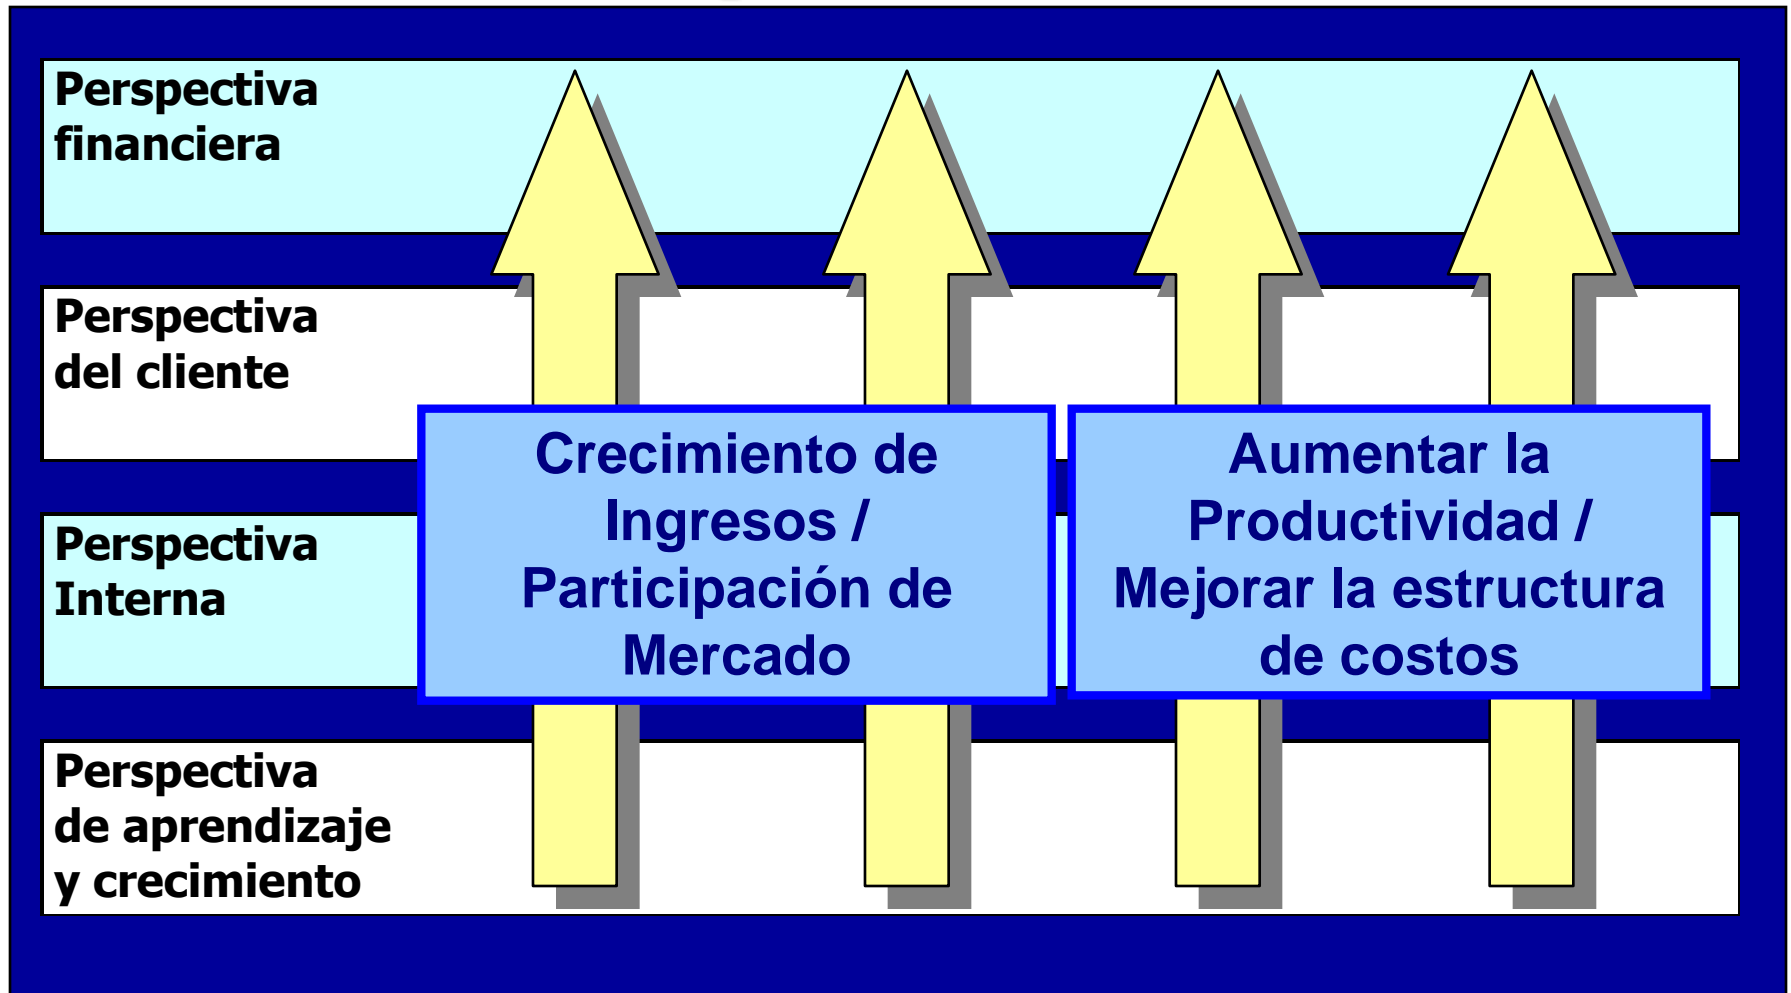 Perspectiva
financiera
Perspectiva
del cliente
Crecimiento de
Ingresos /
Participación de
Mercado
Aumentar la
Productividad /
Mejorar la estructura
de costos
Perspectiva
Interna
Perspectiva
de aprendizaje
y crecimiento